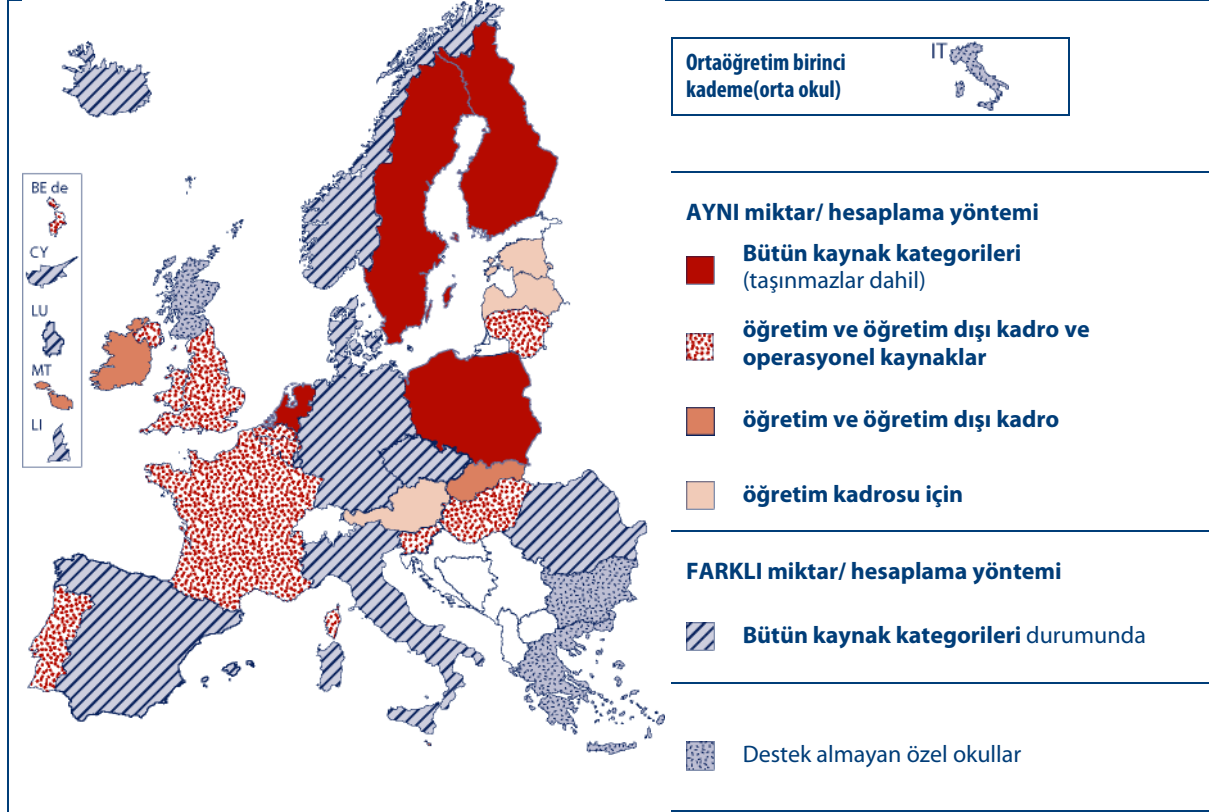 Ortaöğretim birinci
kademe(orta okul)
IT
BE de
CY
LU
MT
LI
AYNI miktar/ hesaplama yöntemi
Bütün kaynak kategorileri
(taşınmazlar dahil)
öğretim ve öğretim dışı kadro ve
operasyonel kaynaklar
öğretim ve öğretim dışı kadro
öğretim kadrosu için
FARKLI miktar/ hesaplama yöntemi
Bütün kaynak kategorileri durumunda
Destek almayan özel okullar